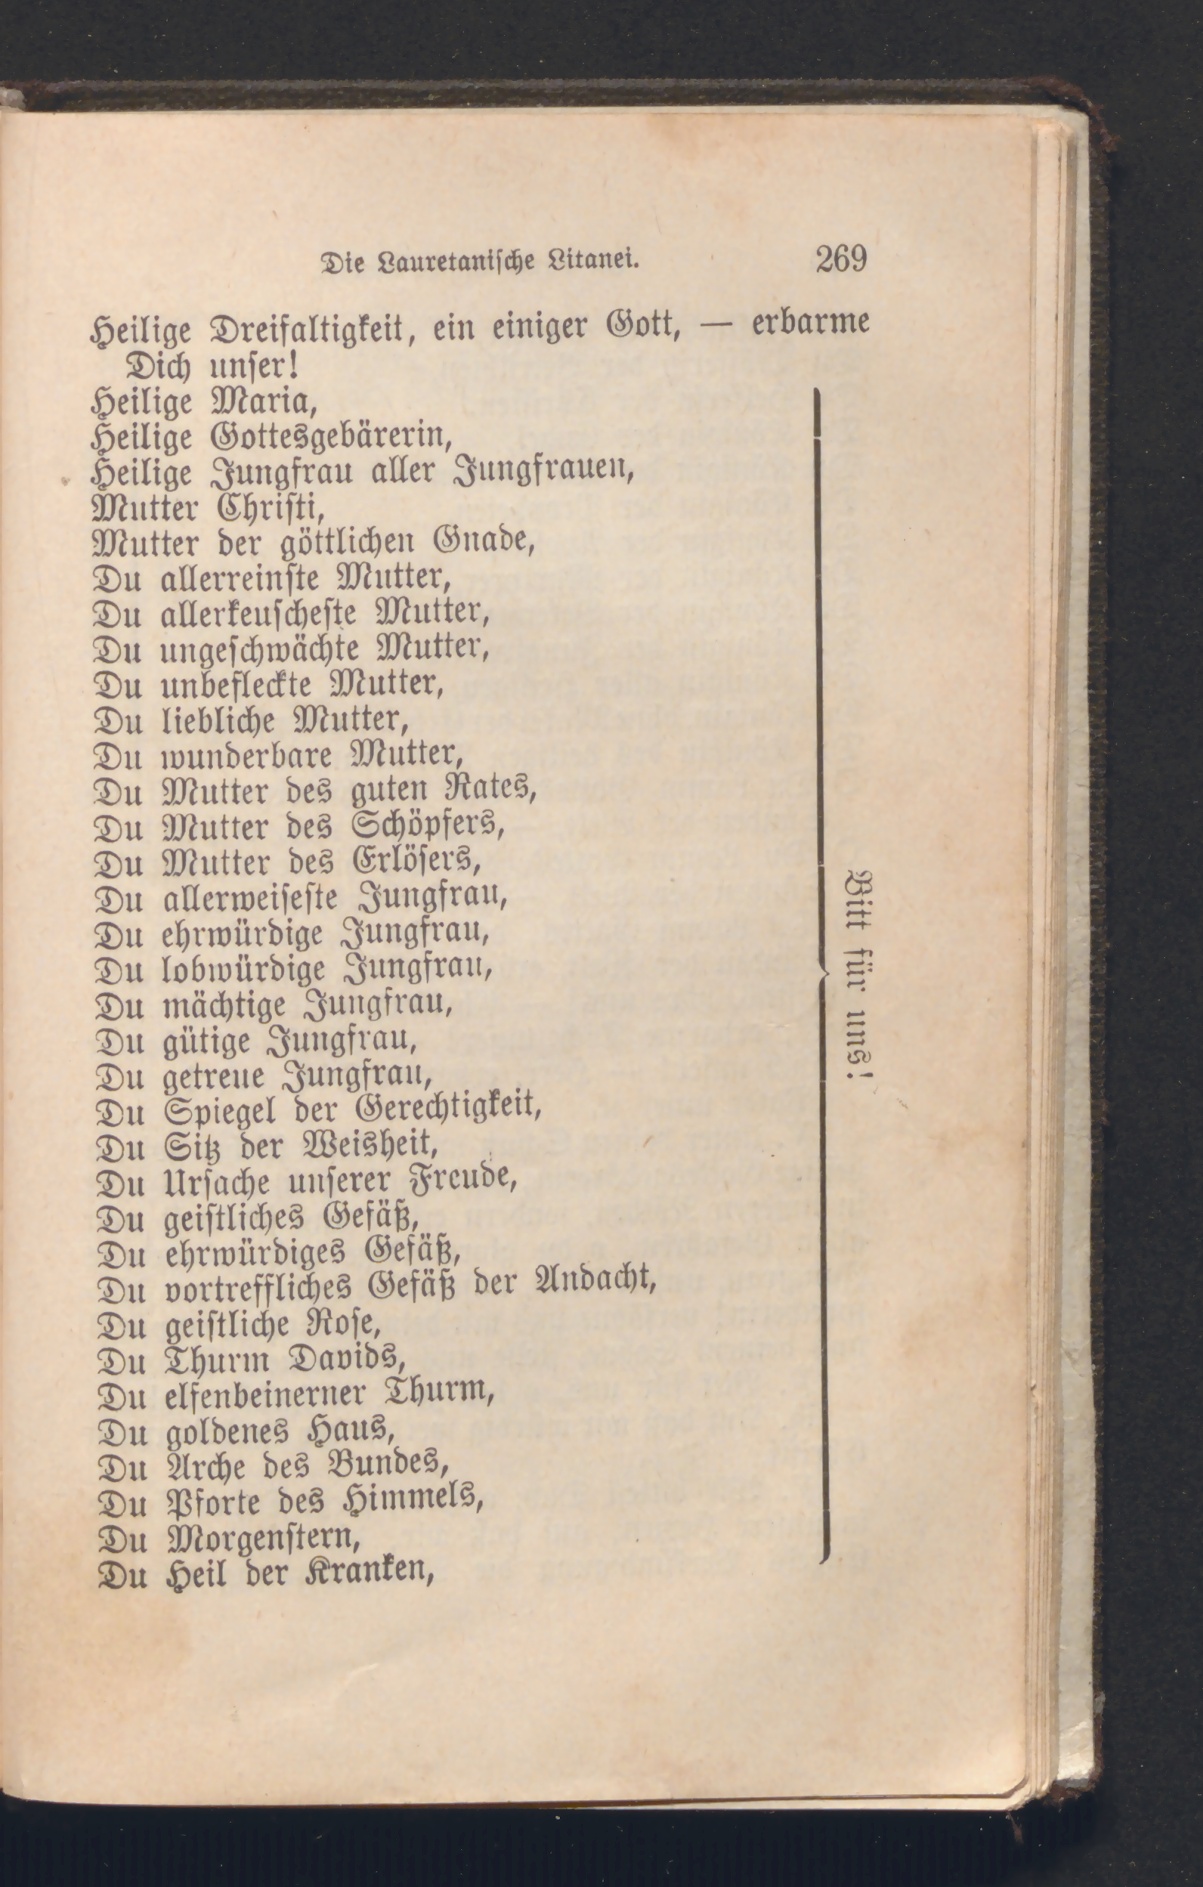 Die Lauretanische Litanei. 269
Heilige Dreifaltigkeit, ein einiger Gott, — erbarme
Dich unser!
Heilige Maria,
Heilige Gottesgebärerin,
Heilige Jungfrau aller Jungfrauen,
Mutter Christi,
Mutter der göttlichen Gnade,
Du allerreinste Mutter,
Du allerkeuscheste Mutter,
Du ungeschwächte Mutter,
Du unbefleckte Mutter,
Du liebliche Mutter,
Du wunderbare Mutter,
Du Mutter des guten Rates,
Du Mutter des Schöpfers,
Du Mutter des Erlösers,
Du allerweiseste Jungfrau,
Du ehrwürdige Jungfrau,
Du lobwürdige Jungfrau,
Du mächtige Jungfrau,
Du gütige Jungfrau,
Du getreue Jungfrau,
Du Spiegel der Gerechtigkeit,
Du Sitz der Weisheit,
Du Ursache unserer Freude,
Du geistliches Gefäß,
Du ehrwürdiges Gefäß,
Du vortreffliches Gefäß der Andacht,
Du geistliche Rose,
Du Thurm Davids,
Du elfenbeinerner Thurm,
Du goldenes Haus,
Du Arche des Bundes,
Du Pforte des Himmels,
Du Morgenstern,
Du Heil der Kranken,
Bitt für uns!